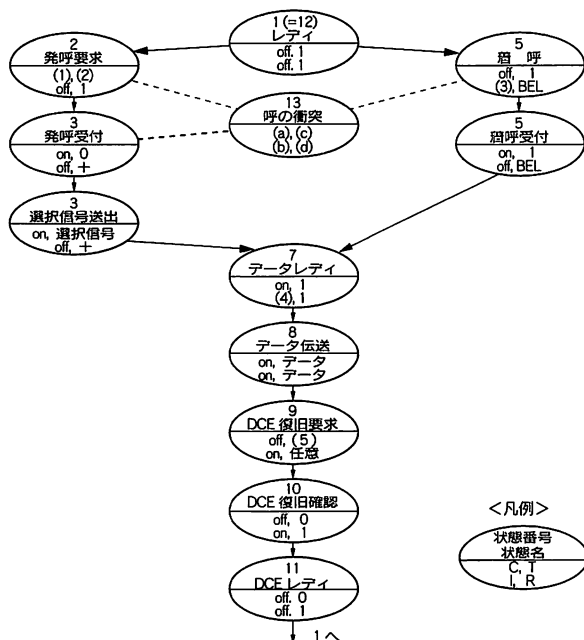 1 (=12)
レディ
off. 1
off. 1
2
発呼要求
(1), (2)
off, 1
5
着 呼
off, 1
(3), BEL
13
呼の衝突
(a), (c)
(b), (d)
3
発呼受付
on, 0
off, +
5
着呼受付
on, 1
off, BEL
3
選択信号送出
on, 選択信号
off, +
7
データレディ
on, 1
(4), 1
8
データ伝送
on, データ
on, データ
9
DCE 復旧要求
off, (5)
on, 任意
10
DCE 復旧確認
off, 0
on, 1
11
DCE レディ
off. 0
off. 1
1 へ
<凡例>
状態番号
状態名
C, T
I, R